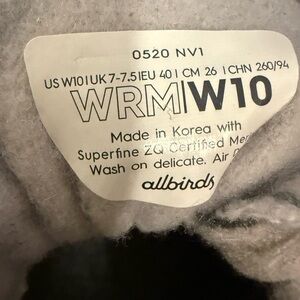 0520 NV1
US W10 | UK 7-7.5 | EU 40 | CM 26 | CHN 260/94
WRM|W10
Made in Korea with
Superfine ZQ Certified
Wash on delicate. Air
allbirds